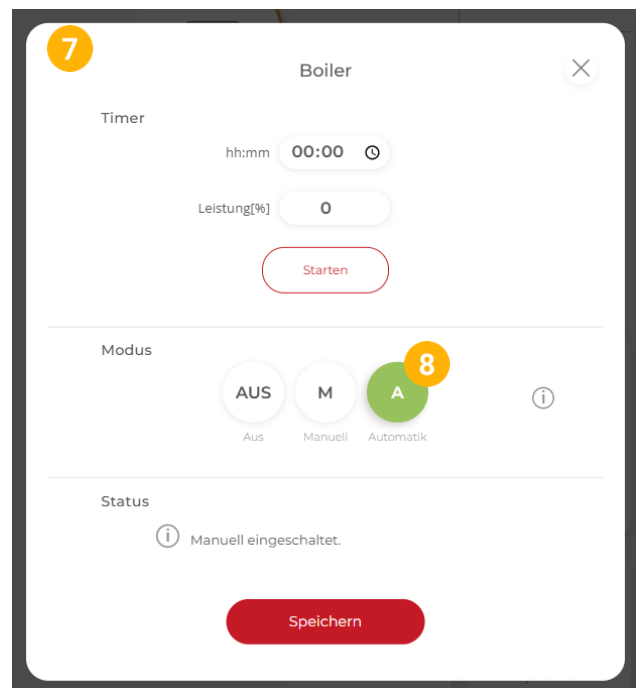 7
Boiler
Timer
hh:mm 00:00
Leistung[%] 0
Starten
Modus
8
AUS M A
Aus Manuell Automatik
Status
Manuell eingeschaltet.
Speichern